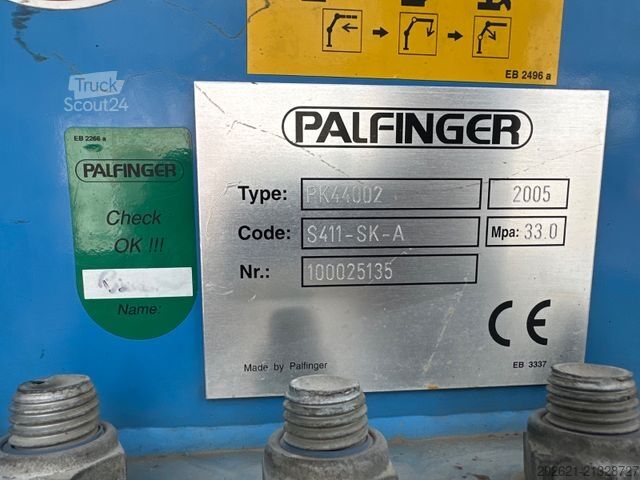 EB 2496 a
Truck
Scout24
EB 2266 a
PALFINGER
Check
OK !!!
Name:
PALFINGER
Type: PK44002 2005
Code: S411-SK-A Mpa: 33.0
Nr.: 100025135
CE
Made by Palfinger
EB 3337